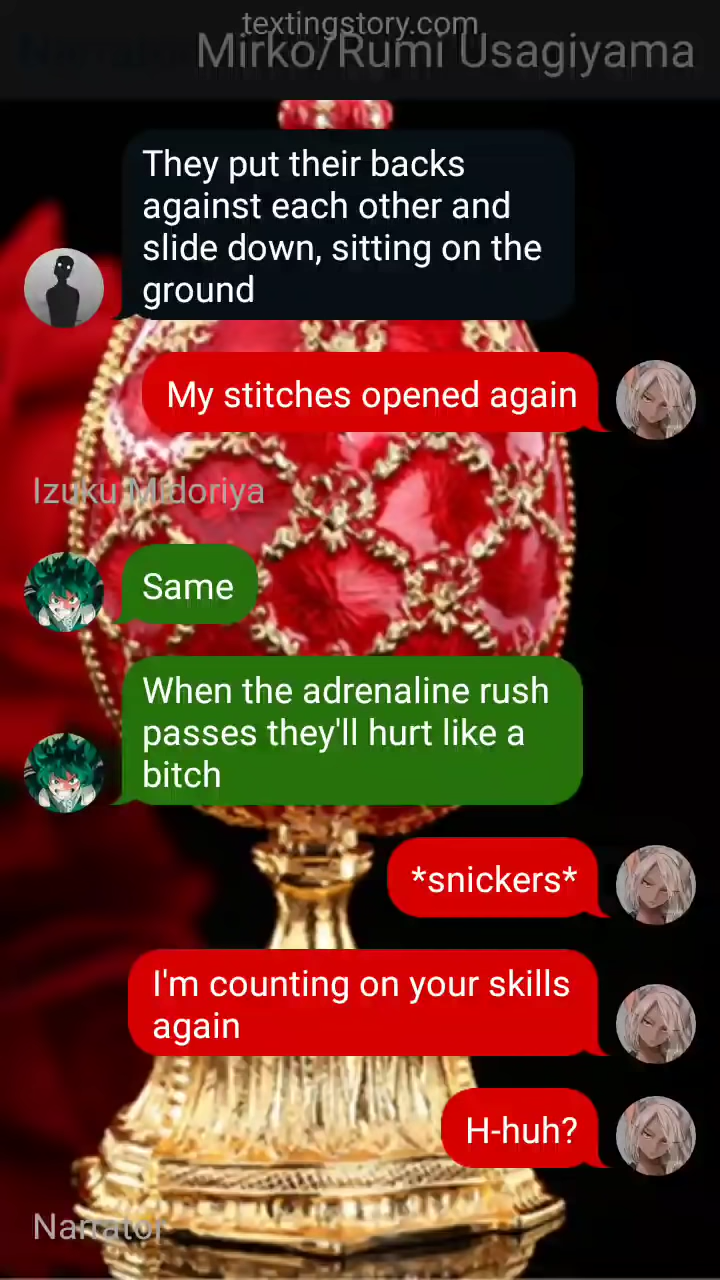 textingstory.com
Narrator
Mirko/Rumi Usagiyama
They put their backs
against each other and
slide down, sitting on the
ground
My stitches opened again
Izuku Midoriya
Same
When the adrenaline rush
passes they'll hurt like a
bitch
*snickers*
I'm counting on your skills
again
H-huh?
Narrator